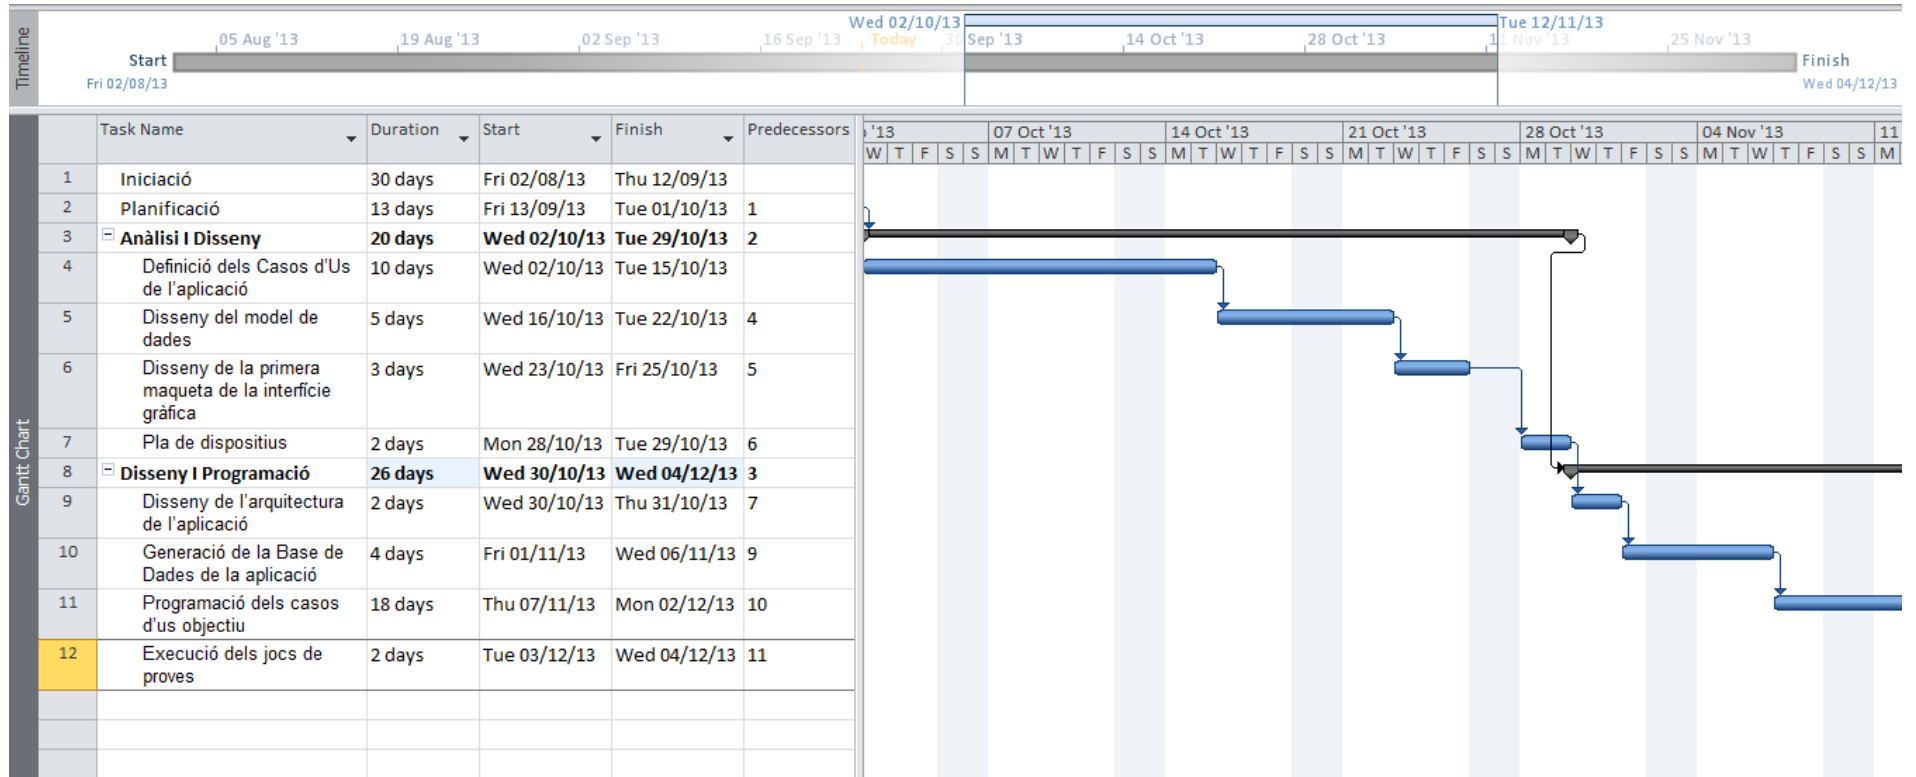 Timeline
Wed 02/10/13 Tue 12/11/13
05 Aug '13 19 Aug '13 02 Sep '13 16 Sep '13 Today 30 Sep '13 14 Oct '13 28 Oct '13 11 Nov '13 25 Nov '13
Start Finish
Fri 02/08/13 Wed 04/12/13
Gantt Chart
Task Name Duration Start Finish Predecessors
'13 07 Oct '13 14 Oct '13 21 Oct '13 28 Oct '13 04 Nov '13 11
W T F S S M T W T F S S M T W T F S S M T W T F S S M T W T F S S M T W T F S S M
1 Iniciació 30 days Fri 02/08/13 Thu 12/09/13
2 Planificació 13 days Fri 13/09/13 Tue 01/10/13 1
3 Anàlisi I Disseny 20 days Wed 02/10/13 Tue 29/10/13 2
4 Definició dels Casos d'Us 10 days Wed 02/10/13 Tue 15/10/13
de l'aplicació
5 Disseny del model de 5 days Wed 16/10/13 Tue 22/10/13 4
dades
6 Disseny de la primera 3 days Wed 23/10/13 Fri 25/10/13 5
maqueta de la interfície
gràfica
7 Pla de dispositius 2 days Mon 28/10/13 Tue 29/10/13 6
8 Disseny I Programació 26 days Wed 30/10/13 Wed 04/12/13 3
9 Disseny de l'arquitectura 2 days Wed 30/10/13 Thu 31/10/13 7
de l'aplicació
10 Generació de la Base de 4 days Fri 01/11/13 Wed 06/11/13 9
Dades de la aplicació
11 Programació dels casos 18 days Thu 07/11/13 Mon 02/12/13 10
d'us objectiu
12 Execució dels jocs de 2 days Tue 03/12/13 Wed 04/12/13 11
proves